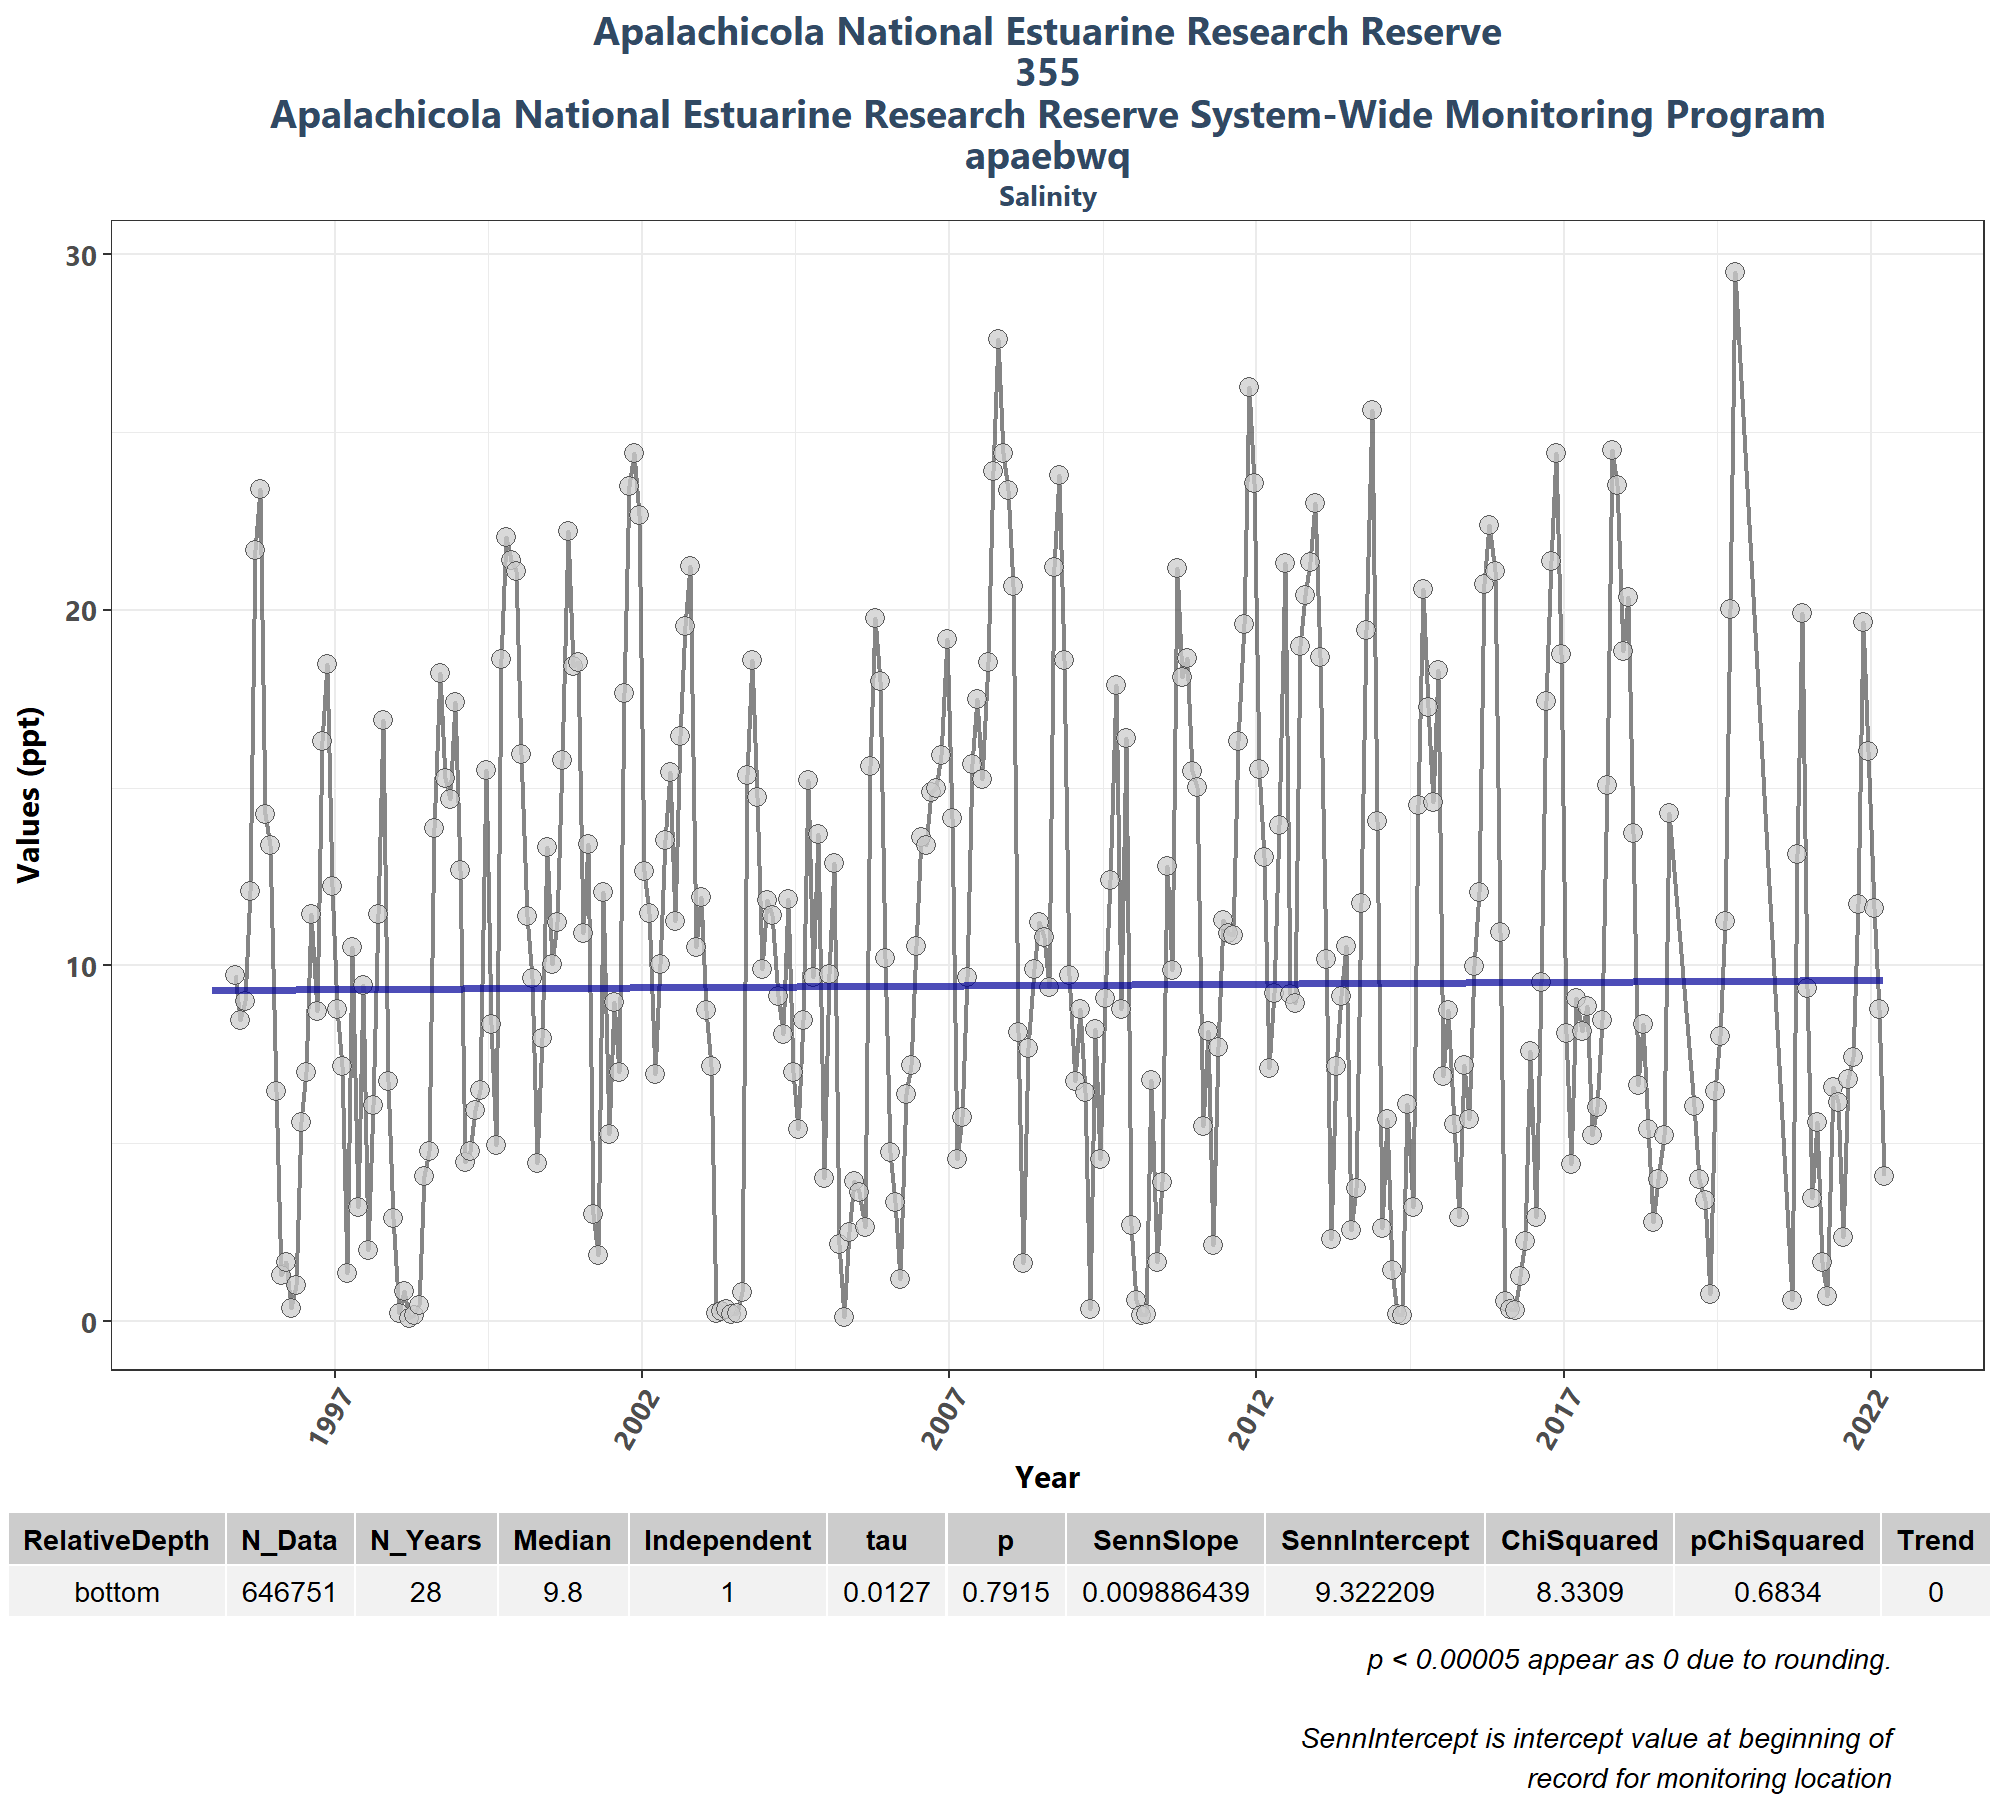 Apalachicola National Estuarine Research Reserve
355
Apalachicola National Estuarine Research Reserve System-Wide Monitoring Program
apaebwq
Salinity
30
20
10
0
Values (ppt)
1997 2002 2007 2012 2017 2022
Year
RelativeDepth N_Data N_Years Median Independent tau p SennSlope SennIntercept ChiSquared pChiSquared Trend
bottom 646751 28 9.8 1 0.0127 0.7915 0.009886439 9.322209 8.3309 0.6834 0
p < 0.00005 appear as 0 due to rounding.
SennIntercept is intercept value at beginning of
record for monitoring location